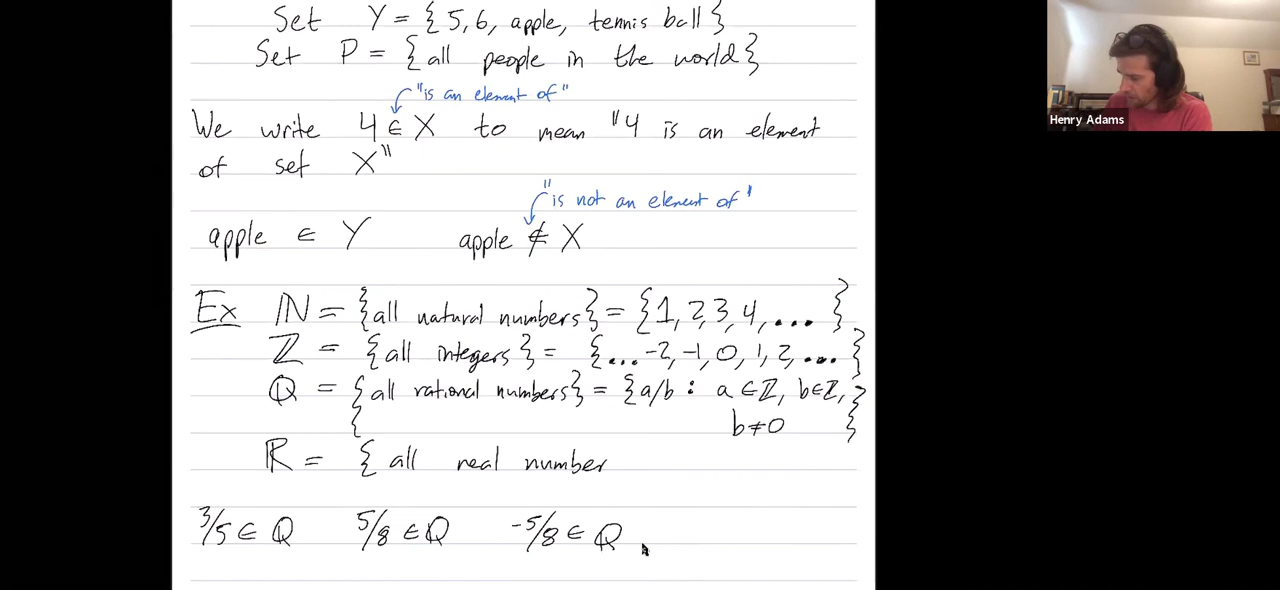 Set Y = {5, 6, apple, tennis ball}
Set P = {all people in the world}
"is an element of"
We write 4 ∈ X to mean "4 is an element
of set X"
"is not an element of"
apple ∈ Y apple ∉ X
Ex ℕ = {all natural numbers} = {1, 2, 3, 4, ... }
ℤ = {all integers} = {... -2, -1, 0, 1, 2, ... }
ℚ = {all rational numbers} = {a/b : a ∈ ℤ, b ∈ ℤ,
b ≠ 0}
ℝ = { all real number
3/5 ∈ ℚ 5/8 ∈ ℚ -5/8 ∈ ℚ
Henry Adams